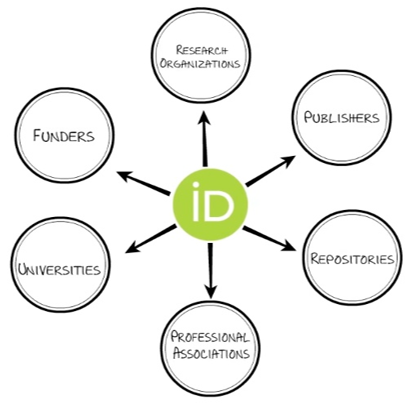 RESEARCH
ORGANIZATIONS
PUBLISHERS
FUNDERS
iD
UNIVERSITIES
REPOSITORIES
PROFESSIONAL
ASSOCIATIONS